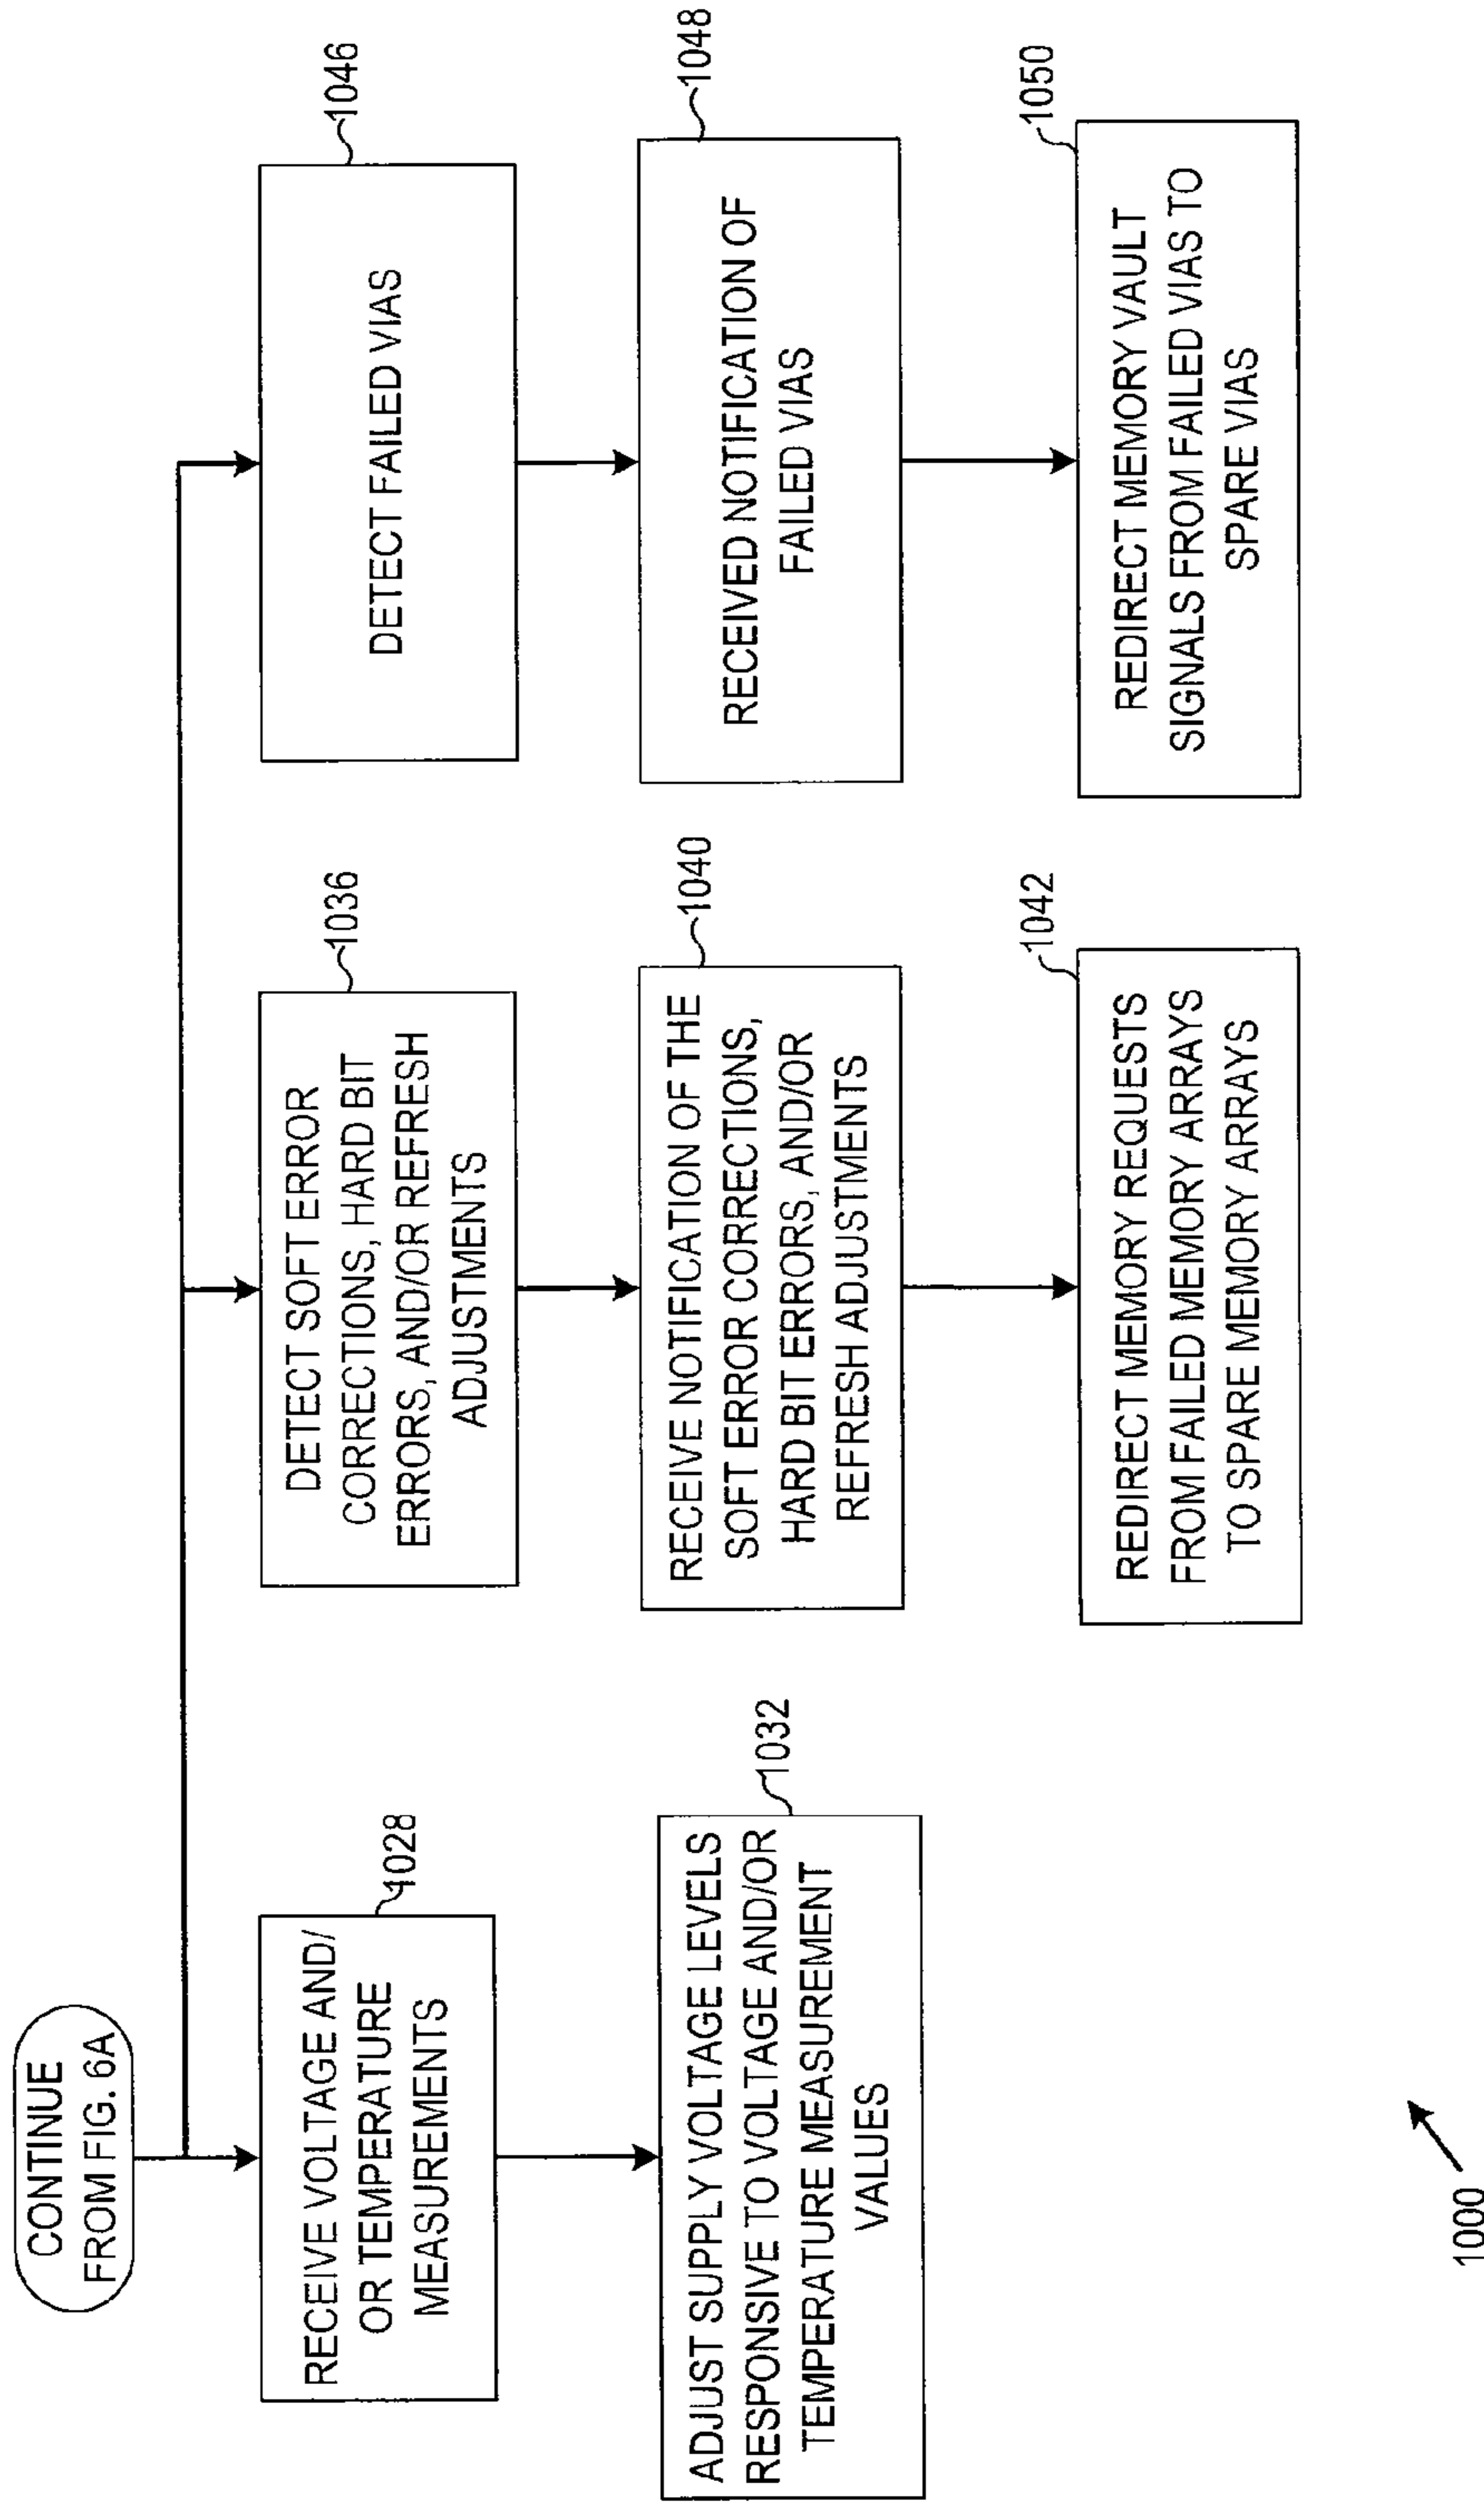 CONTINUE
FROM FIG. 6A
RECEIVE VOLTAGE AND/
OR TEMPERATURE
MEASUREMENTS
1028
ADJUST SUPPLY VOLTAGE LEVELS
RESPONSIVE TO VOLTAGE AND/OR
TEMPERATURE MEASUREMENT
VALUES
1032
DETECT SOFT ERROR
CORRECTIONS, HARD BIT
ERRORS, AND/OR REFRESH
ADJUSTMENTS
1036
RECEIVE NOTIFICATION OF THE
SOFT ERROR CORRECTIONS,
HARD BIT ERRORS, AND/OR
REFRESH ADJUSTMENTS
1040
REDIRECT MEMORY REQUESTS
FROM FAILED MEMORY ARRAYS
TO SPARE MEMORY ARRAYS
1042
DETECT FAILED VIAS
1046
RECEIVED NOTIFICATION OF
FAILED VIAS
1048
REDIRECT MEMORY VAULT
SIGNALS FROM FAILED VIAS TO
SPARE VIAS
1050
1000